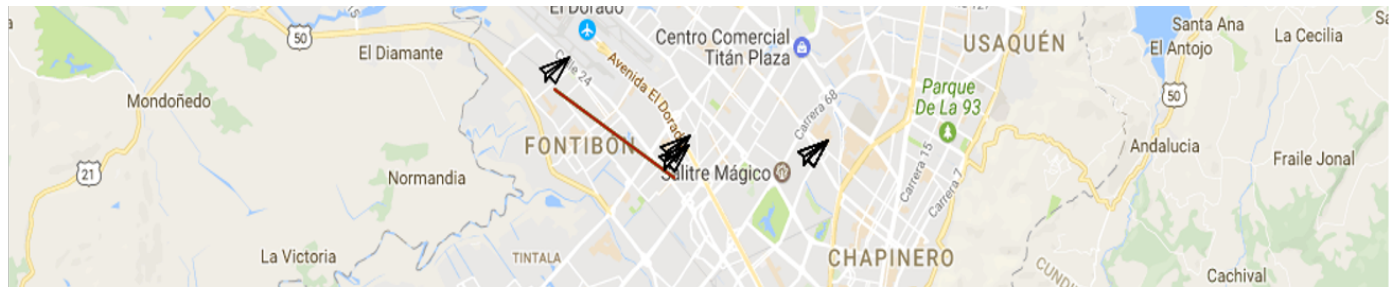 El Dorado
Santa Ana
50
La Cecilia
Centro Comercial
Titán Plaza
USAQUÉN
El Antojo
El Diamante
Calle 24
Avenida El Dorado
Parque
De La 93
50
Mondoñedo
Carrera 68
FONTIBÓN
Andalucia
Fraile Jonal
21
Normandia
Salitre Mágico
Carrera 15
Carrera 7
La Victoria
TINTALA
CHAPINERO
Cachival